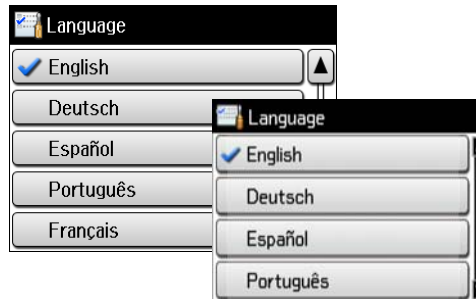 Language
English
Deutsch
Español
Português
Français
Language
English
Deutsch
Español
Português